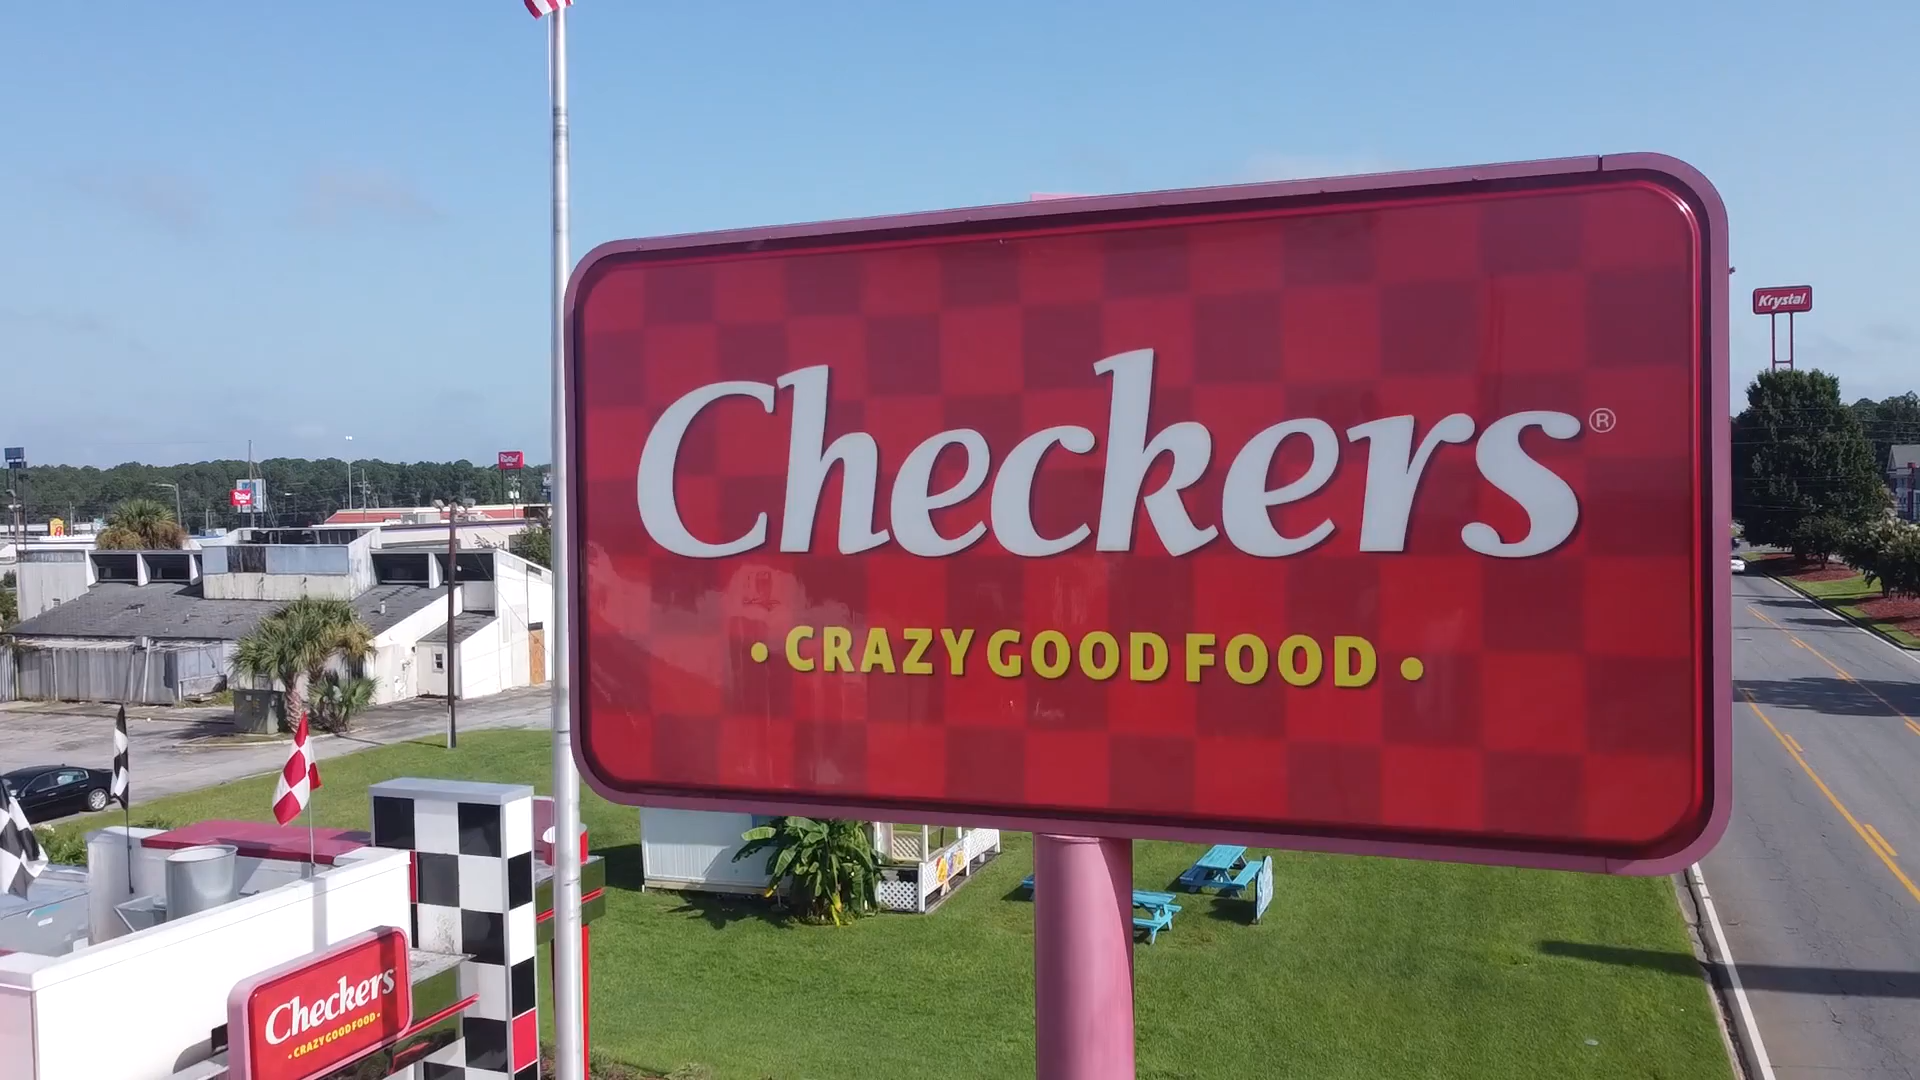 Checkers®
• CRAZY GOOD FOOD •
Krystal
Checkers
• CRAZY GOOD FOOD •